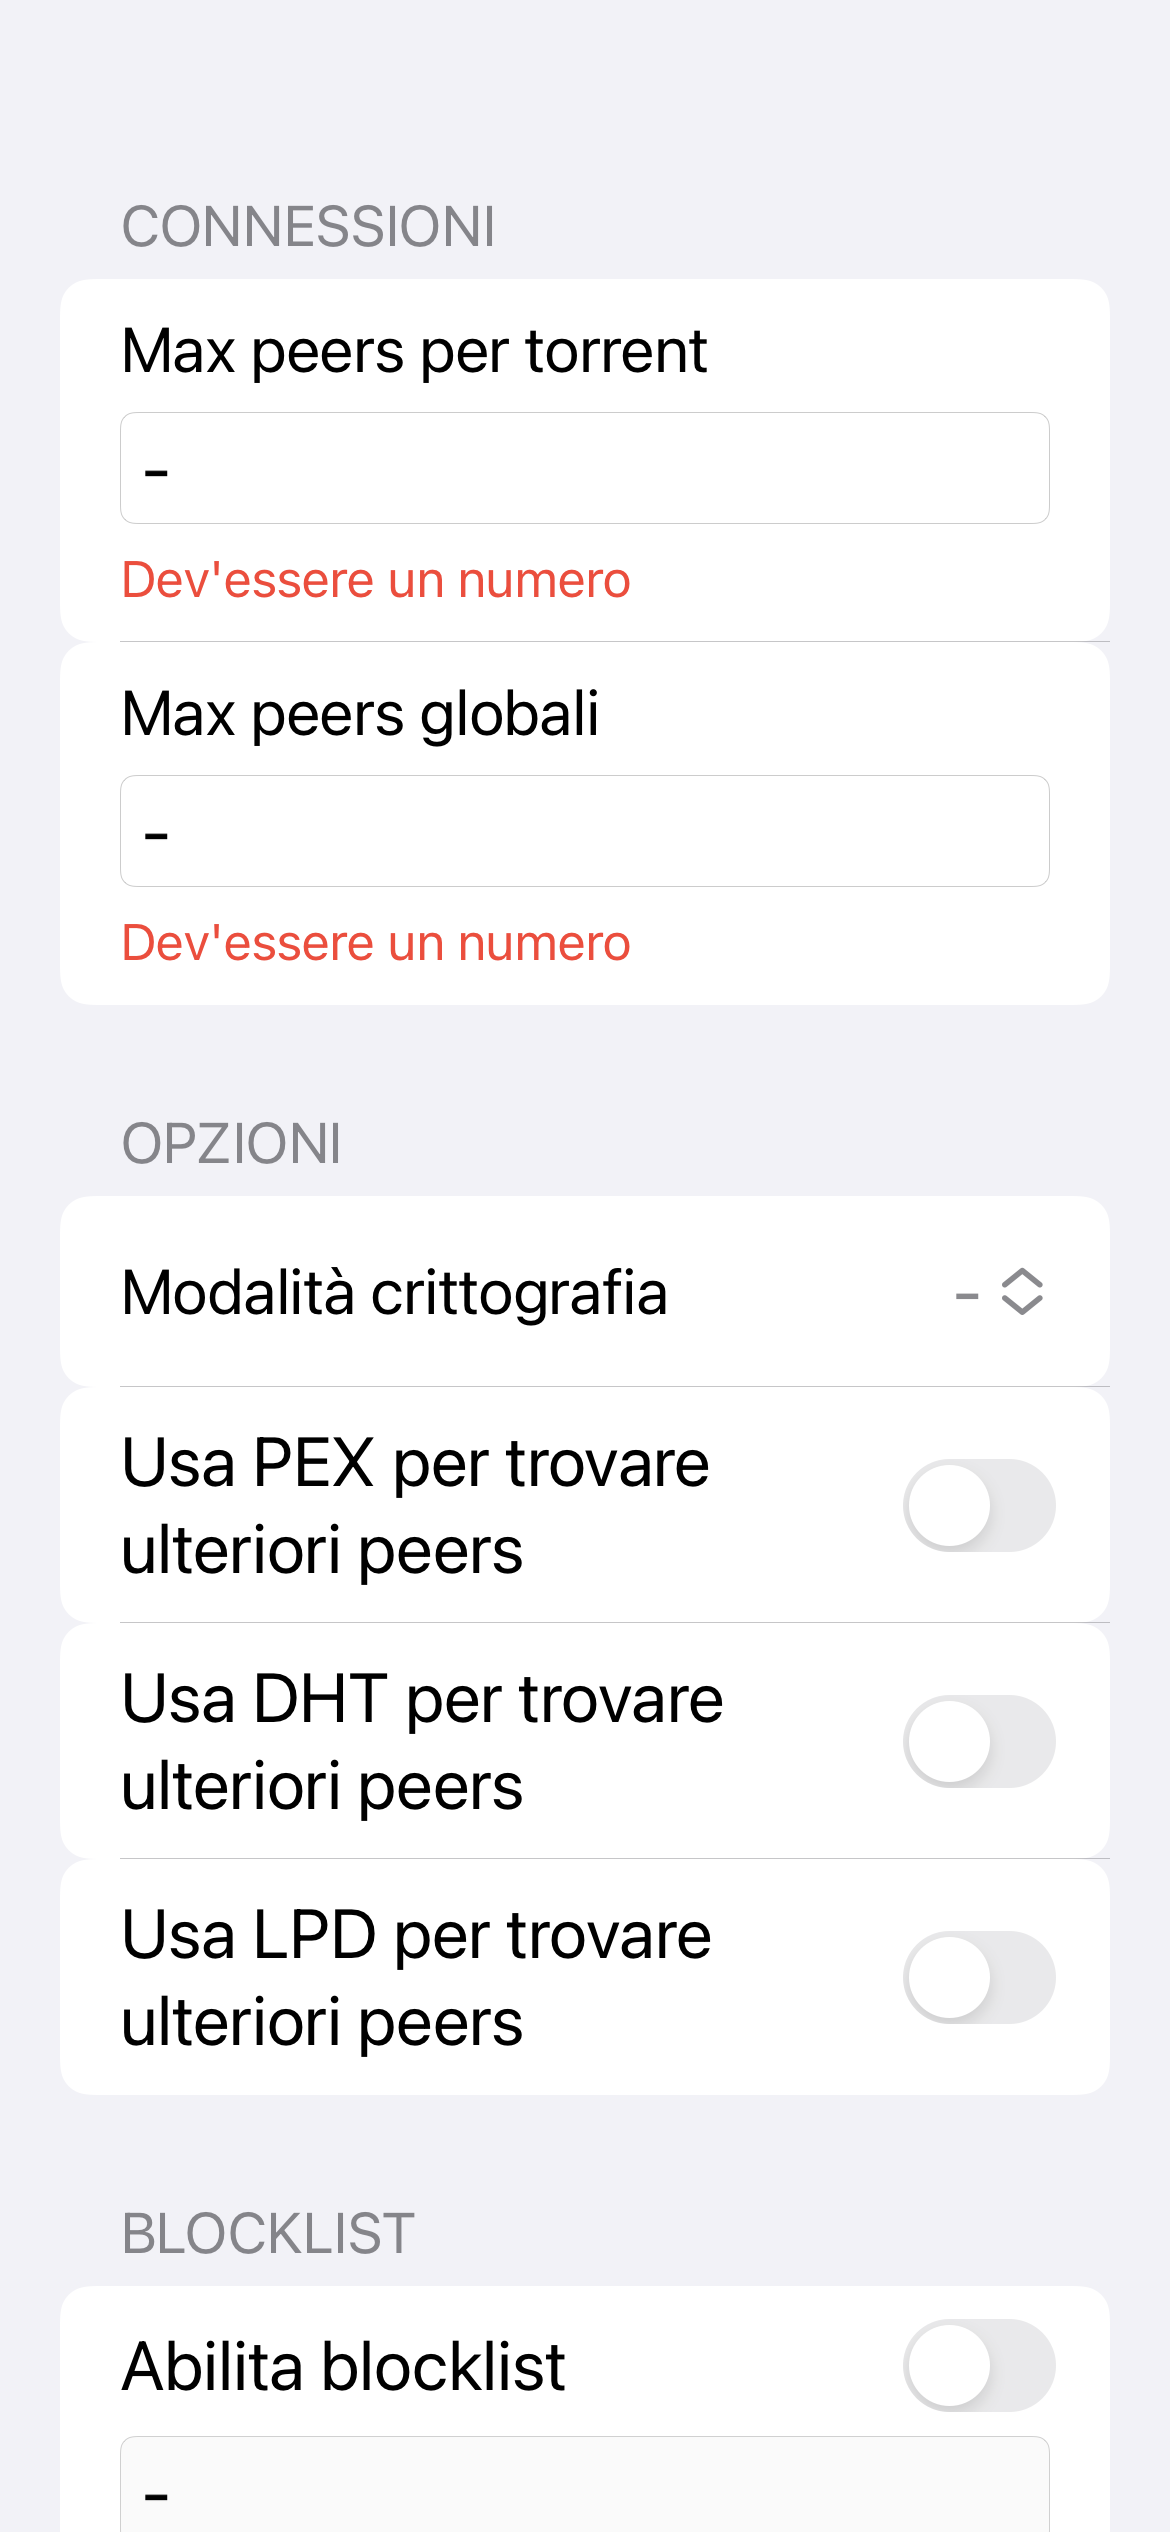 CONNESSIONI
Max peers per torrent
-
Dev'essere un numero
Max peers globali
-
Dev'essere un numero
OPZIONI
Modalità crittografia -
Usa PEX per trovare
ulteriori peers
Usa DHT per trovare
ulteriori peers
Usa LPD per trovare
ulteriori peers
BLOCKLIST
Abilita blocklist
-